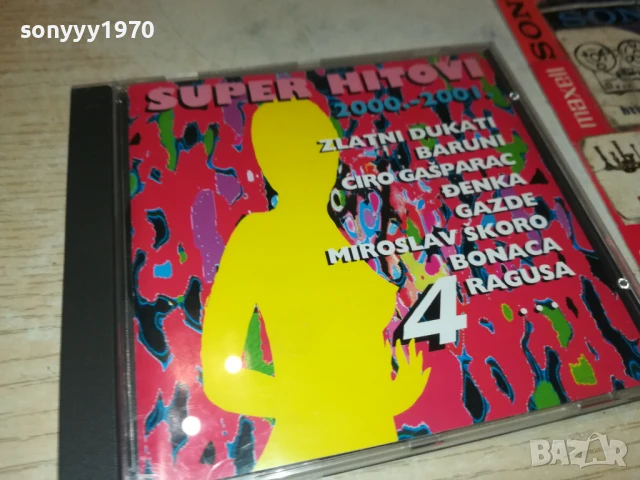 sonyyy1970
SUPER HITOVI
2000.-2001
ZLATNI DUKATI
BARUNI
ĆIRO GAŠPARAC
ĐENKA
GAZDE
MIROSLAV ŠKORO
BONACA
RAGUSA
4 ...
SONY
maxell
BAZAR
bg